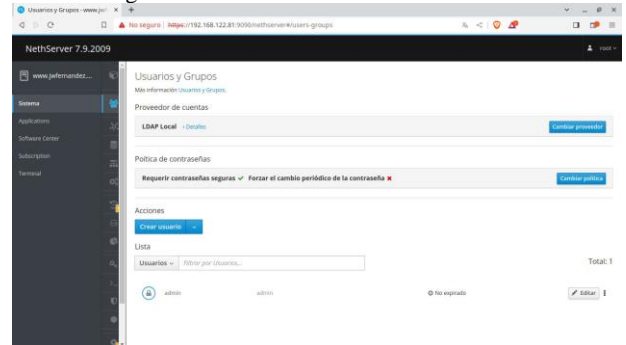 Usuarios y Grupos - www.jwf
No seguro | https://192.168.122.81:9090/nethserver#/users-groups
NethServer 7.9.2009
root
www.jwfernandez....
Sistema
Applications
Software Center
Subscription
Terminal
Usuarios y Grupos
Más información Usuarios y Grupos.
Proveedor de cuentas
LDAP Local › Detalles
Cambiar proveedor
Política de contraseñas
Requerir contraseñas seguras ✔ Forzar el cambio periódico de la contraseña ✖
Cambiar política
Acciones
Crear usuario
Lista
Usuarios
Filtrar por Usuarios...
Total: 1
admin
admin
No expirado
Editar